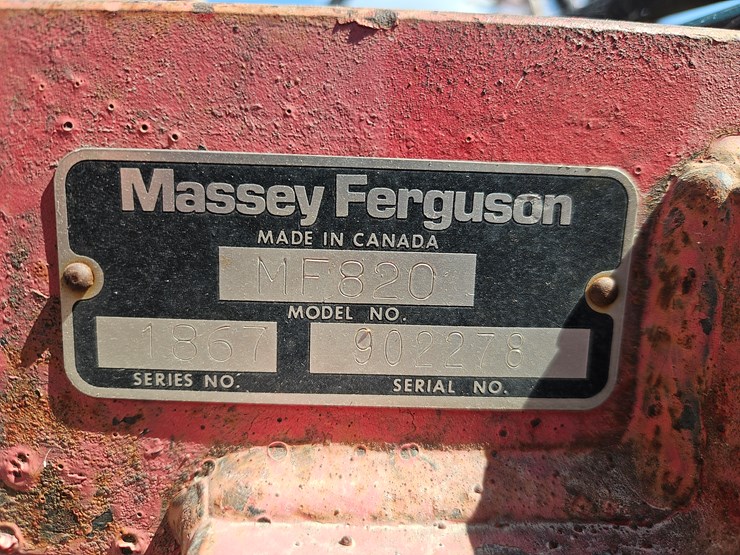 Massey Ferguson
MADE IN CANADA
MF820
MODEL NO.
1867 902278
SERIES NO. SERIAL NO.